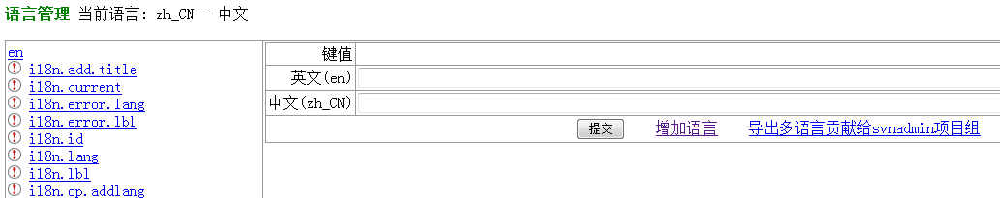 语言管理 当前语言: zh_CN - 中文
en
i18n.add.title
i18n.current
i18n.error.lang
i18n.error.lbl
i18n.id
i18n.lang
i18n.lbl
i18n.op.addlang
键值
英文(en)
中文(zh_CN)
提交 增加语言 导出多语言贡献给svnadmin项目组